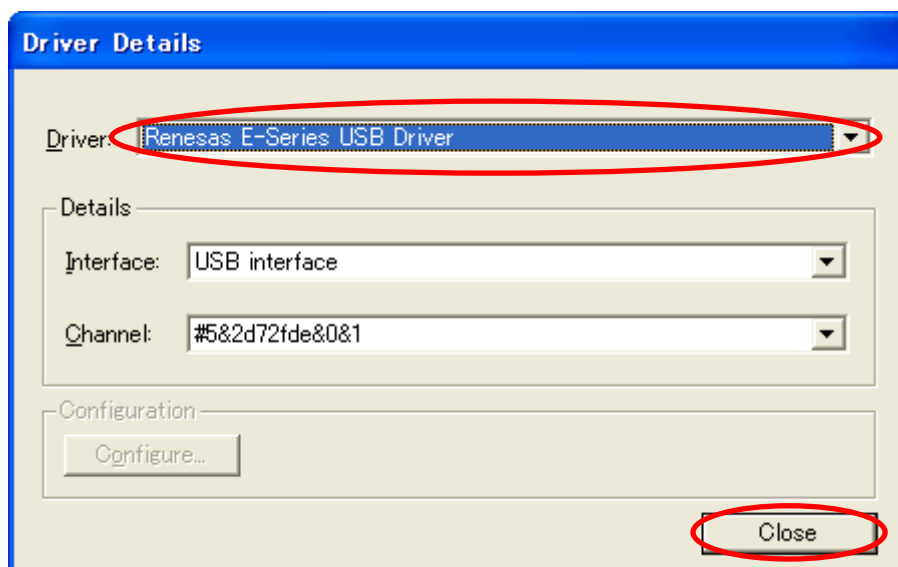 Driver Details
Driver: Renesas E-Series USB Driver
Details
Interface: USB interface
Channel: #5&2d72fde&0&1
Configuration
Configure...
Close